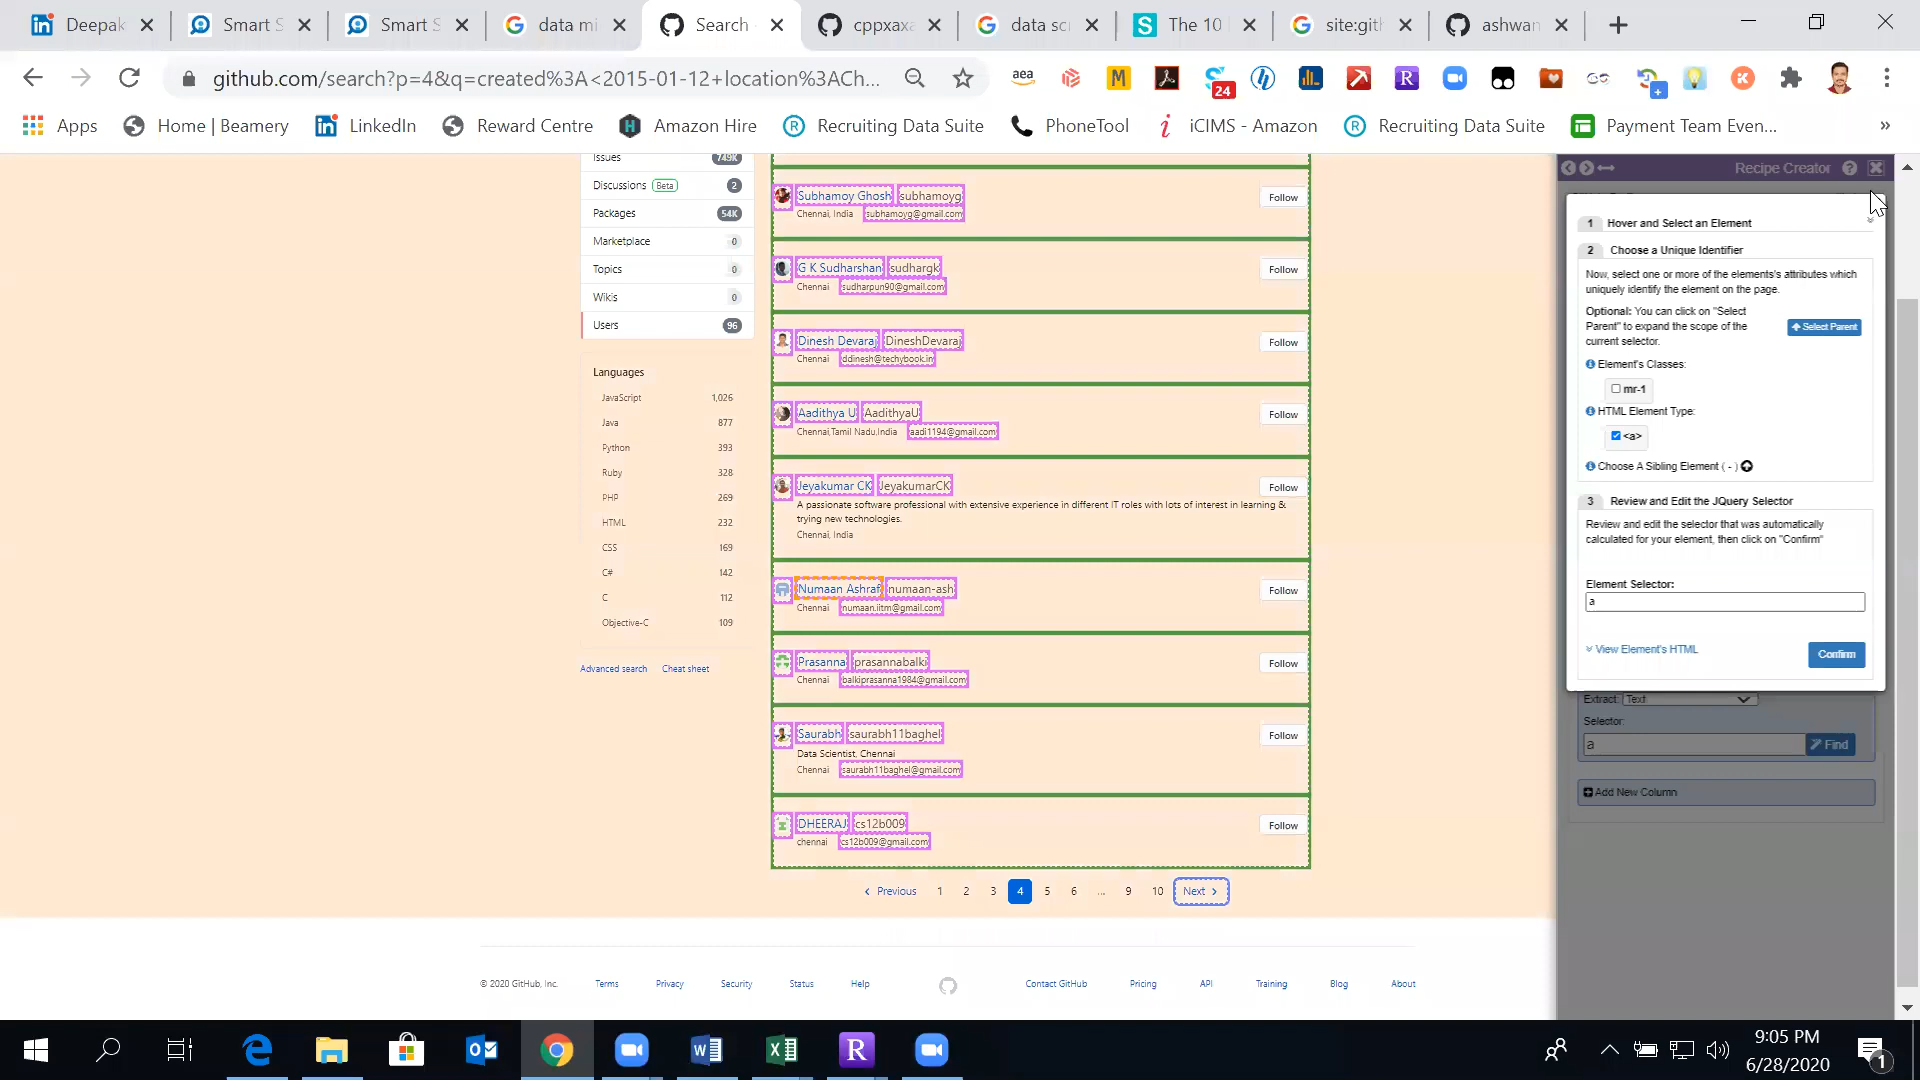 Deepak
Smart S
Smart S
data mi
Search
cppxaxa
data sc
The 10
site:gith
ashwan
github.com/search?p=4&q=created%3A<2015-01-12+location%3ACh...
aea
M
24
R
K
Apps
Home | Beamery
LinkedIn
Reward Centre
Amazon Hire
Recruiting Data Suite
PhoneTool
iCIMS - Amazon
Recruiting Data Suite
Payment Team Even...
»
Issues 749K
Discussions Beta 2
Packages 54K
Marketplace 0
Topics 0
Wikis 0
Users 96
Languages
JavaScript 1,026
Java 877
Python 393
Ruby 328
PHP 269
HTML 232
CSS 169
C# 142
C 112
Objective-C 109
Advanced search Cheat sheet
Subhamoy Ghosh subhamoyg
Chennai, India subhamoyg@gmail.com
Follow
G K Sudharshan sudhargk
Chennai sudharpun90@gmail.com
Follow
Dinesh Devaraj DineshDevaraj
Chennai ddinesh@techybook.in
Follow
Aadithya U AadithyaU
Chennai,Tamil Nadu,India aadi1194@gmail.com
Follow
Jeyakumar CK JeyakumarCK
A passionate software professional with extensive experience in different IT roles with lots of interest in learning &
trying new technologies.
Chennai, India
Follow
Numaan Ashraf numaan-ash
Chennai numaan.iitm@gmail.com
Follow
Prasanna prasannabalki
Chennai balkiprasanna1984@gmail.com
Follow
Saurabh saurabh11baghel
Data Scientist, Chennai
Chennai saurabh11baghel@gmail.com
Follow
DHEERAJ cs12b009
chennai cs12b009@gmail.com
Follow
Previous 1 2 3 4 5 6 ... 9 10 Next
© 2020 GitHub, Inc. Terms Privacy Security Status Help Contact GitHub Pricing API Training Blog About
Recipe Creator
1 Hover and Select an Element
2 Choose a Unique Identifier
Now, select one or more of the elements's attributes which
uniquely identify the element on the page.
Optional: You can click on "Select
Parent" to expand the scope of the
current selector.
Select Parent
Element's Classes:
mr-1
HTML Element Type:
<a>
Choose A Sibling Element ( - )
3 Review and Edit the JQuery Selector
Review and edit the selector that was automatically
calculated for your element, then click on "Confirm"
Element Selector:
a
View Element's HTML
Confirm
Extract: Text
Selector:
a
Find
Add New Column
9:05 PM
6/28/2020
1